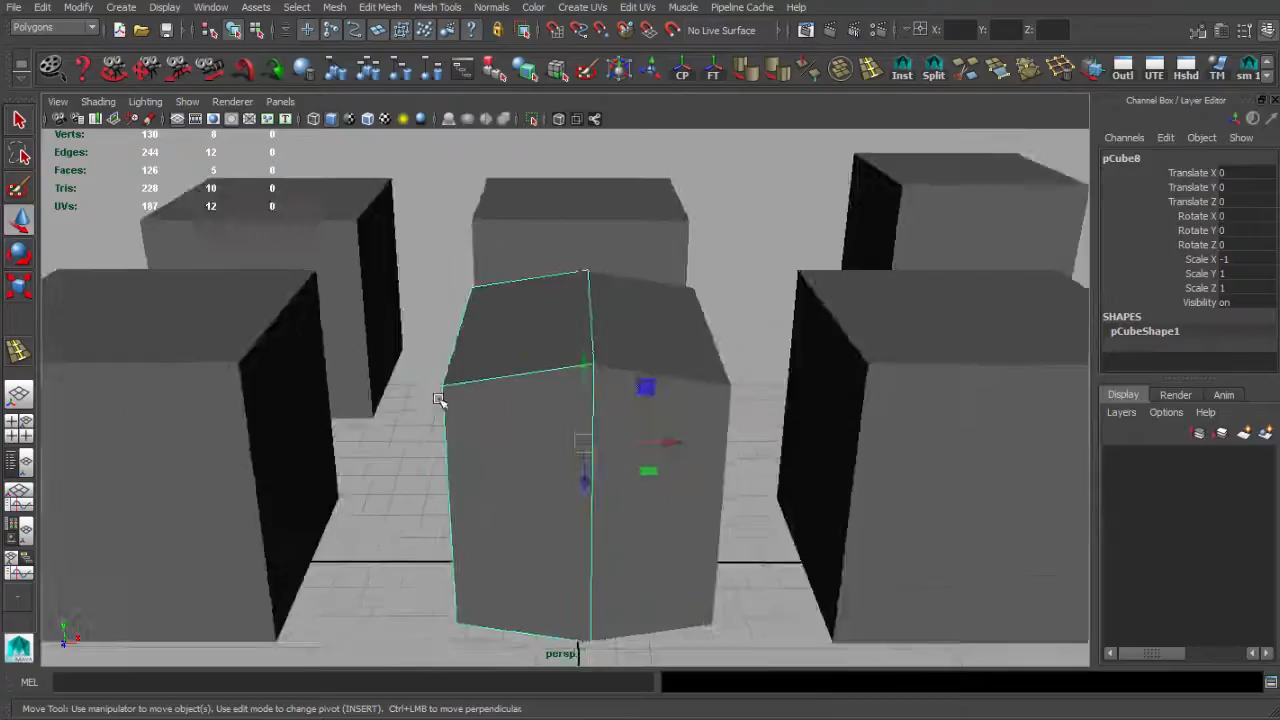 File Edit Modify Create Display Window Assets Select Mesh Edit Mesh Mesh Tools Normals Color Create UVs Edit UVs Muscle Pipeline Cache Help
Polygons No Live Surface X: Y: Z:
CP FT Inst Split Outl UTE Hshd TM sm 1
View Shading Lighting Show Renderer Panels
Channel Box / Layer Editor
Channels Edit Object Show
Verts: 130 8 0
Edges: 244 12 0
Faces: 126 5 0
Tris: 228 10 0
UVs: 187 12 0
pCube8
Translate X 0
Translate Y 0
Translate Z 0
Rotate X 0
Rotate Y 0
Rotate Z 0
Scale X -1
Scale Y 1
Scale Z 1
Visibility on
SHAPES
pCubeShape1
Display Render Anim
Layers Options Help
persp
MEL
Move Tool: Use manipulator to move object(s). Use edit mode to change pivot (INSERT). Ctrl+LMB to move perpendicular